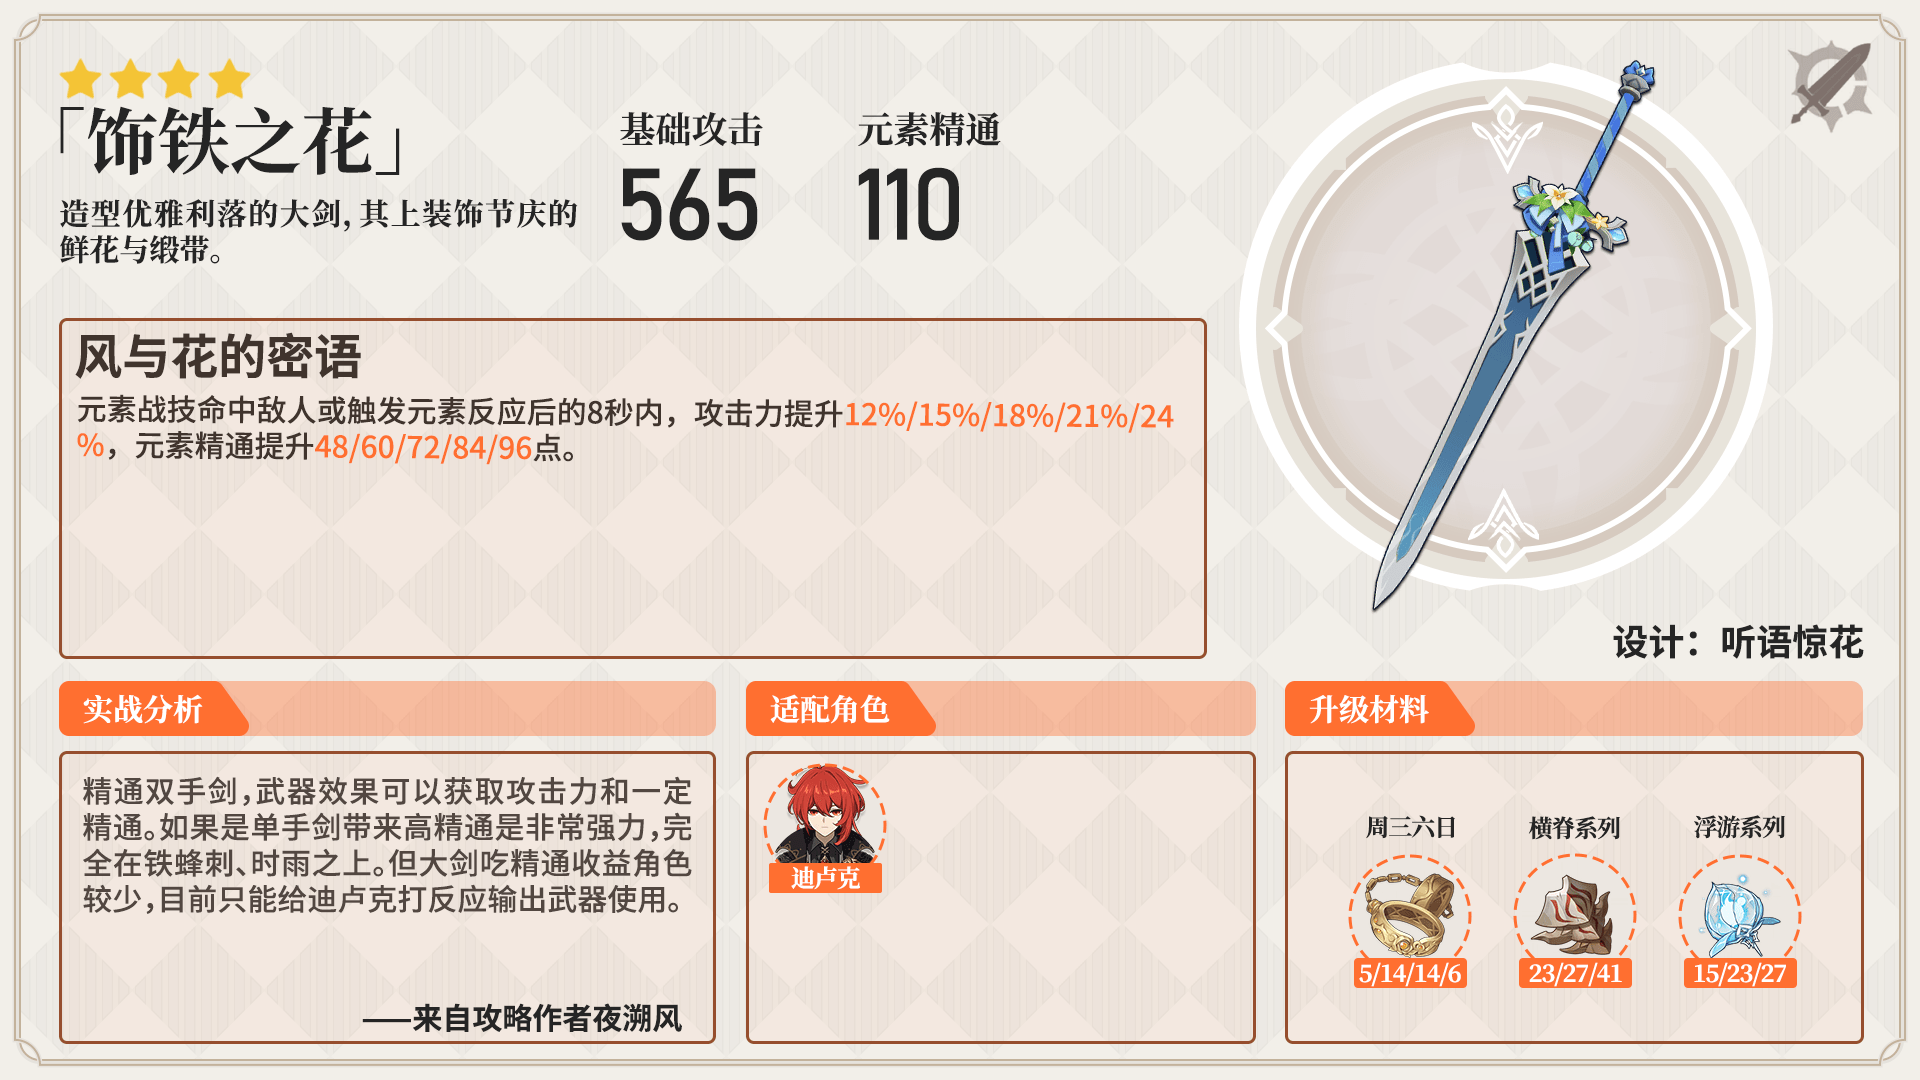 「饰铁之花」
造型优雅利落的大剑，其上装饰节庆的
鲜花与缎带。
基础攻击
565
元素精通
110
风与花的密语
元素战技命中敌人或触发元素反应后的8秒内，攻击力提升12%/15%/18%/21%/24
%，元素精通提升48/60/72/84/96点。
设计：听语惊花
实战分析
精通双手剑，武器效果可以获取攻击力和一定
精通。如果是单手剑带来高精通是非常强力，完
全在铁蜂刺、时雨之上。但大剑吃精通收益角色
较少，目前只能给迪卢克打反应输出武器使用。
——来自攻略作者夜溯风
适配角色
迪卢克
升级材料
周三六日
5/14/14/6
横脊系列
23/27/41
浮游系列
15/23/27